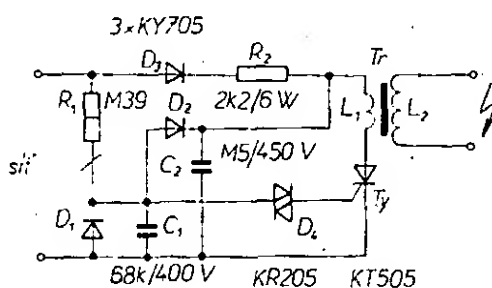 3×KY705
D3
R2
Tr
R1
M39
D2
2k2/6 W
L1
L2
síť
C2
M5/450 V
D1
C1
D4
Ty
68k/400 V
KR205
KT505